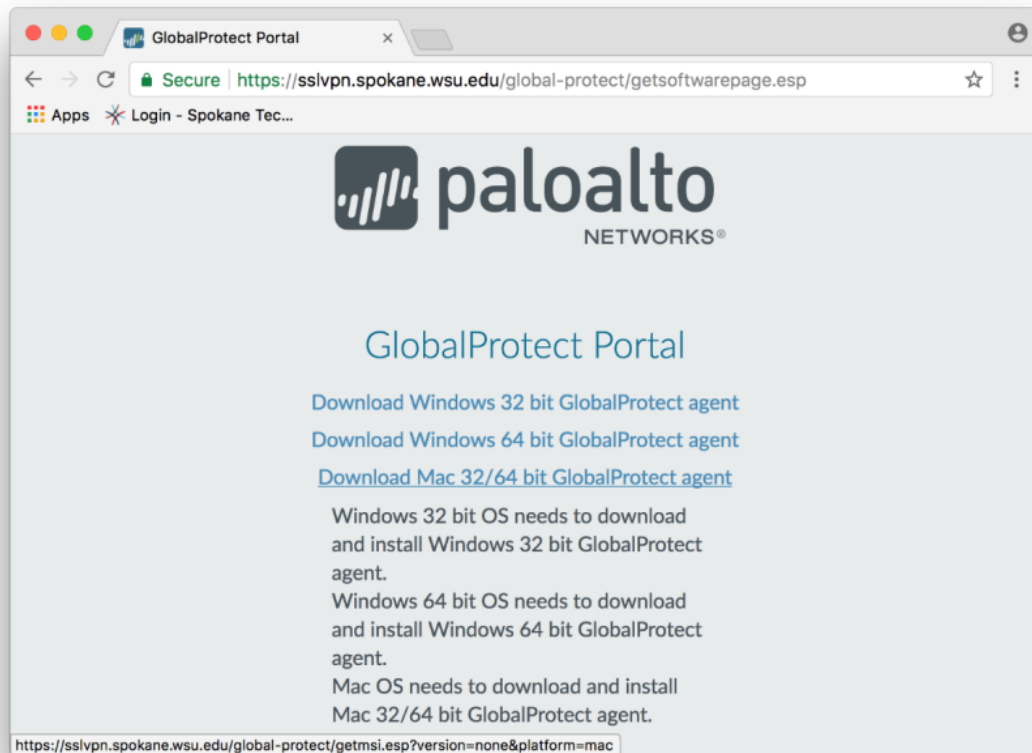 GlobalProtect Portal
Secure https://sslvpn.spokane.wsu.edu/global-protect/getsoftwarepage.esp
Apps Login - Spokane Tec...
paloalto
NETWORKS®
GlobalProtect Portal
Download Windows 32 bit GlobalProtect agent
Download Windows 64 bit GlobalProtect agent
Download Mac 32/64 bit GlobalProtect agent
Windows 32 bit OS needs to download
and install Windows 32 bit GlobalProtect
agent.
Windows 64 bit OS needs to download
and install Windows 64 bit GlobalProtect
agent.
Mac OS needs to download and install
Mac 32/64 bit GlobalProtect agent.
https://sslvpn.spokane.wsu.edu/global-protect/getmsi.esp?version=none&platform=mac